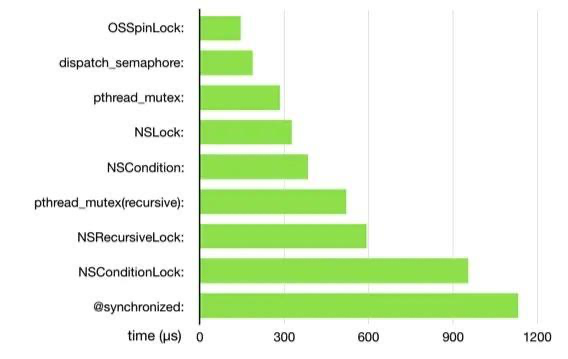 OSSpinLock:
dispatch_semaphore:
pthread_mutex:
NSLock:
NSCondition:
pthread_mutex(recursive):
NSRecursiveLock:
NSConditionLock:
@synchronized:
time (μs) 0 300 600 900 1200